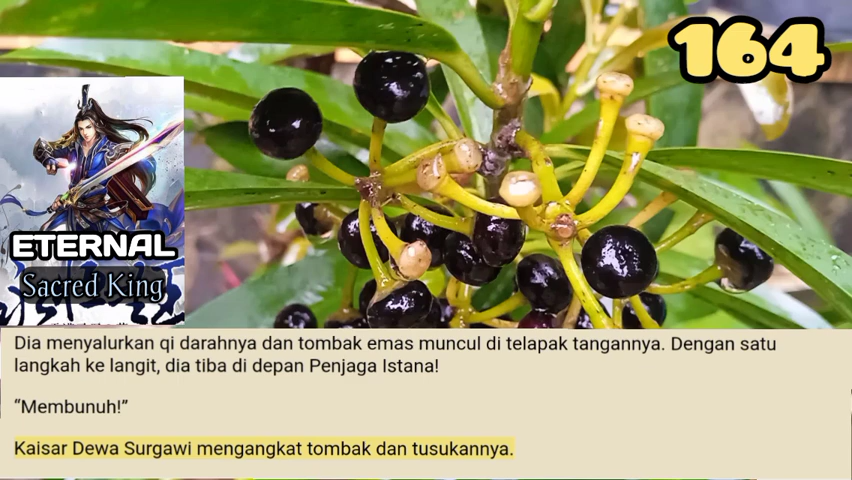 164
ETERNAL
Sacred King
Dia menyalurkan qi darahnya dan tombak emas muncul di telapak tangannya. Dengan satu
langkah ke langit, dia tiba di depan Penjaga Istana!
“Membunuh!”
Kaisar Dewa Surgawi mengangkat tombak dan tusukannya.